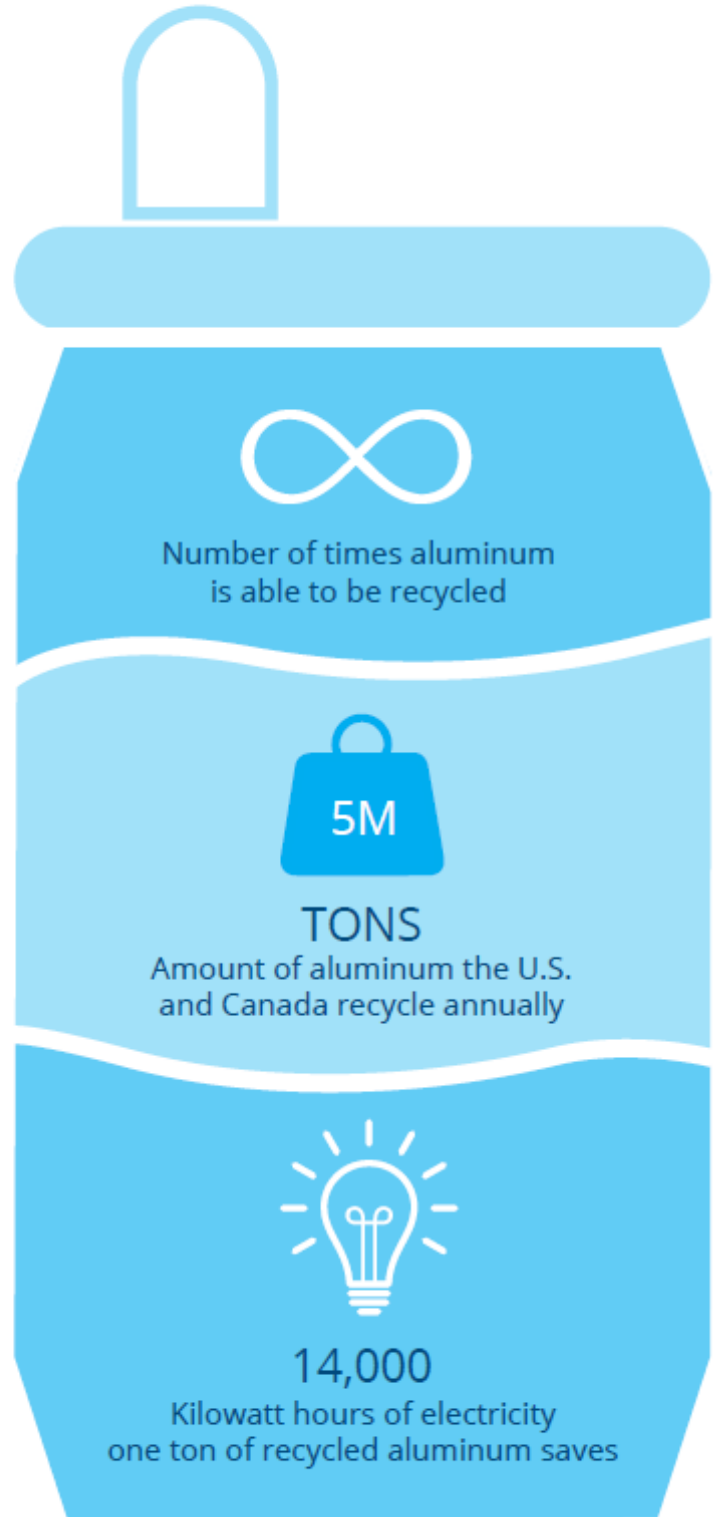 Number of times aluminum
is able to be recycled
5M
TONS
Amount of aluminum the U.S.
and Canada recycle annually
14,000
Kilowatt hours of electricity
one ton of recycled aluminum saves